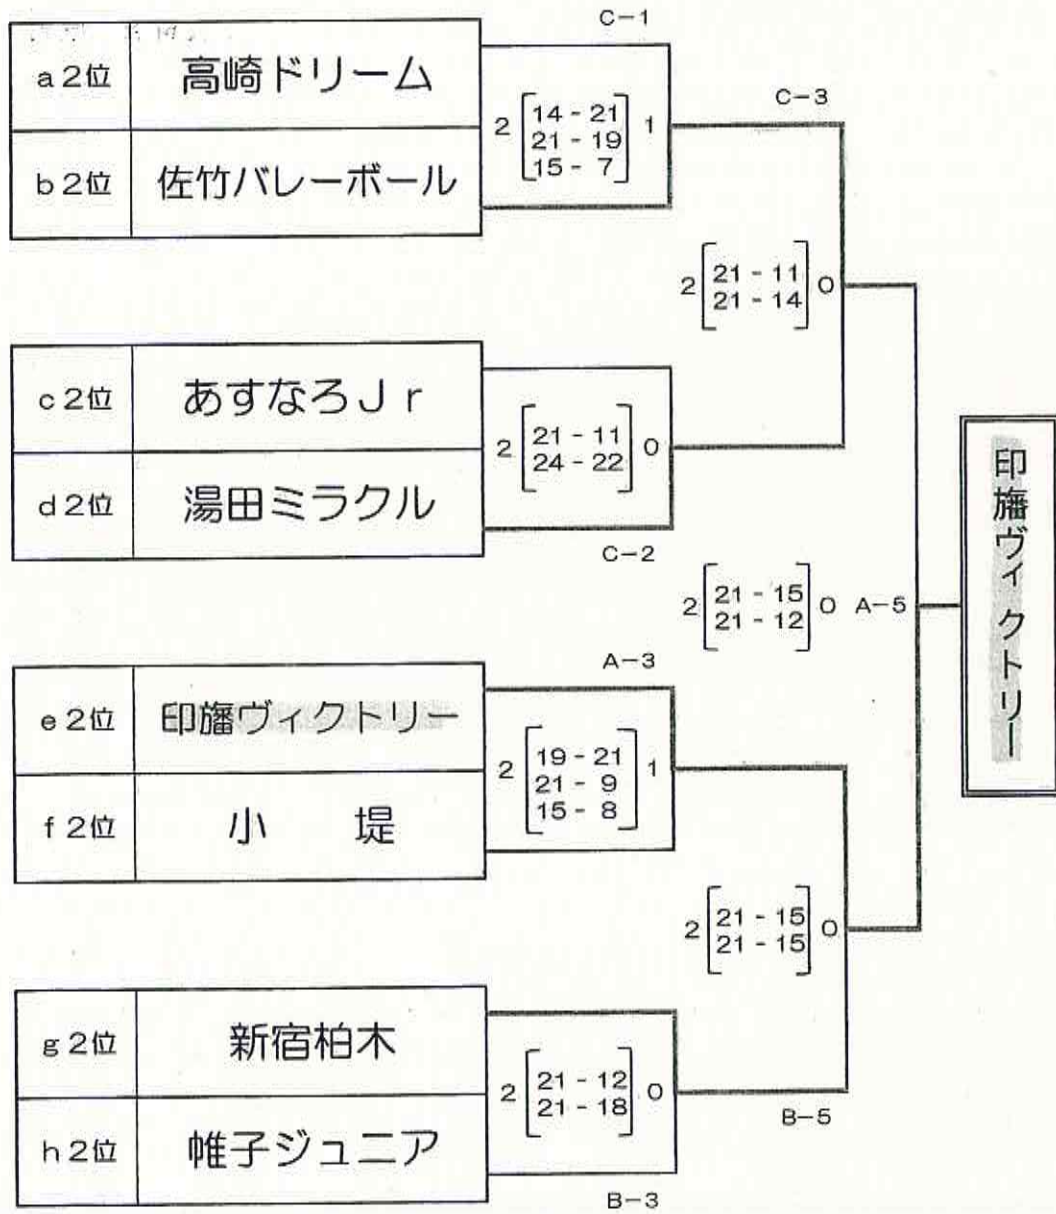 C-1
a2位 高崎ドリーム
2 14 - 21 1
21 - 19
15 - 7
C-3
b2位 佐竹バレーボール
2 21 - 11 0
21 - 14
c2位 あすなろJr
2 21 - 11 0
24 - 22
d2位 湯田ミラクル
C-2
2 21 - 15 0 A-5
21 - 12
印旛ヴィクトリー
A-3
e2位 印旛ヴィクトリー
2 19 - 21 1
21 - 9
15 - 8
f2位 小 堤
2 21 - 15 0
21 - 15
g2位 新宿柏木
2 21 - 12 0
21 - 18
B-5
h2位 帷子ジュニア
B-3